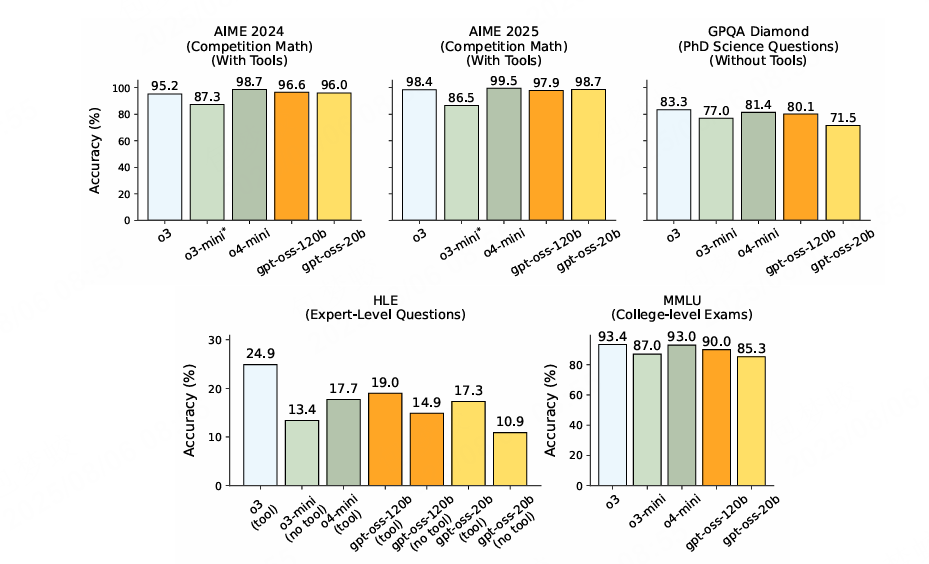 AIME 2024
(Competition Math)
(With Tools)
Accuracy (%)
100
80
60
40
20
0
95.2
87.3
98.7
96.6
96.0
o3
o3-mini*
o4-mini
gpt-oss-120b
gpt-oss-20b
AIME 2025
(Competition Math)
(With Tools)
98.4
86.5
99.5
97.9
98.7
o3
o3-mini*
o4-mini
gpt-oss-120b
gpt-oss-20b
GPQA Diamond
(PhD Science Questions)
(Without Tools)
83.3
77.0
81.4
80.1
71.5
o3
o3-mini
o4-mini
gpt-oss-120b
gpt-oss-20b
HLE
(Expert-Level Questions)
Accuracy (%)
30
20
10
0
24.9
13.4
17.7
19.0
14.9
17.3
10.9
o3
(tool)
o3-mini
(no tool)
o4-mini
(tool)
gpt-oss-120b
(tool)
gpt-oss-120b
(no tool)
gpt-oss-20b
(tool)
gpt-oss-20b
(no tool)
MMLU
(College-level Exams)
Accuracy (%)
80
60
40
20
0
93.4
87.0
93.0
90.0
85.3
o3
o3-mini
o4-mini
gpt-oss-120b
gpt-oss-20b